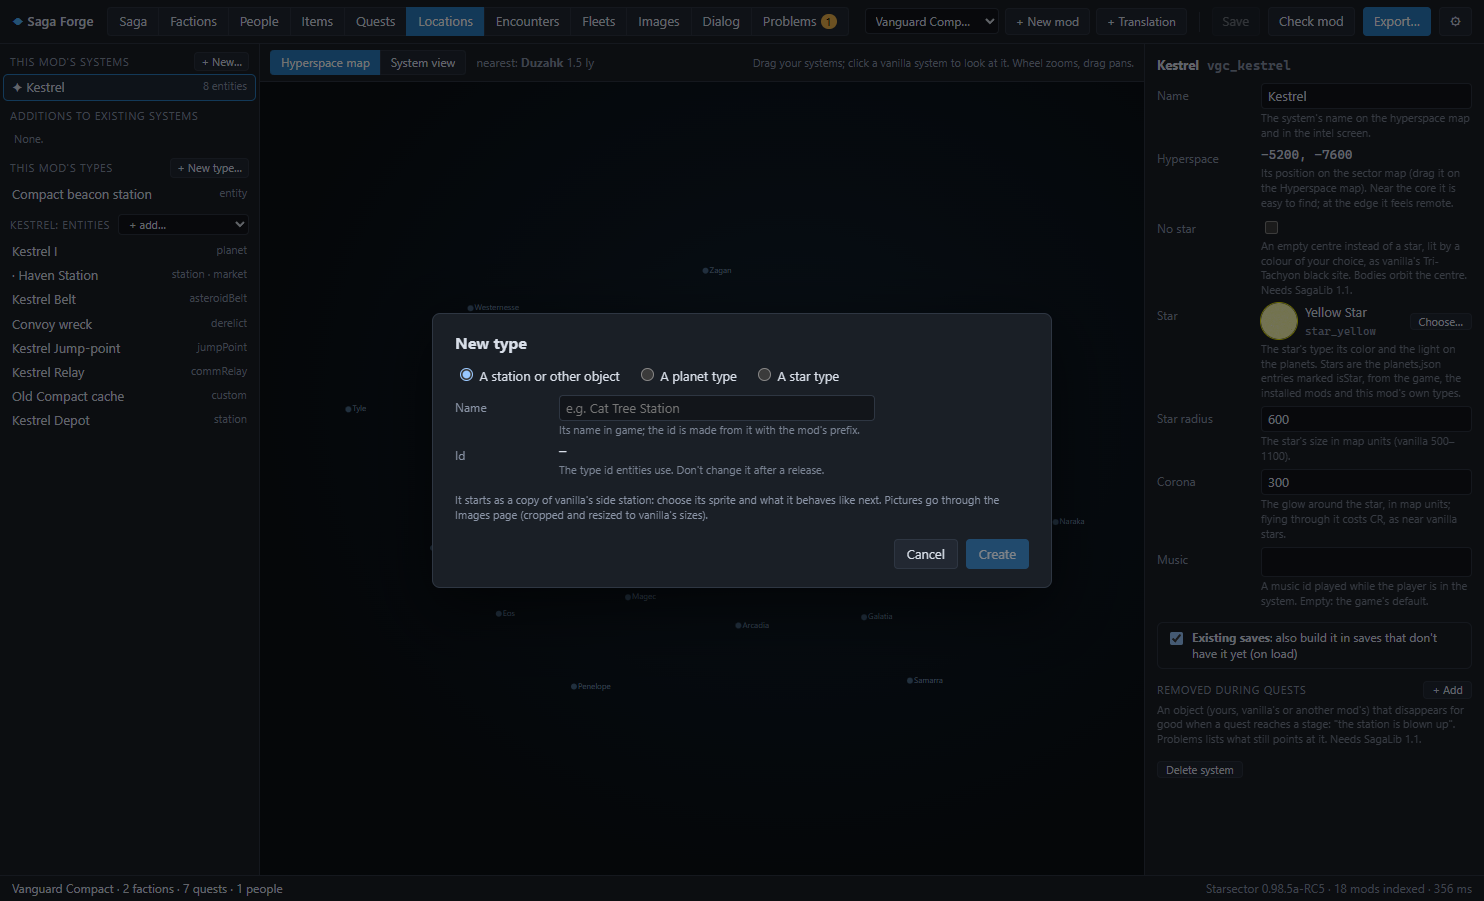 Saga Forge
Saga
Factions
People
Items
Quests
Locations
Encounters
Fleets
Images
Dialog
Problems 1
Vanguard Comp...
+ New mod
+ Translation
Save
Check mod
Export...
THIS MOD'S SYSTEMS
+ New...
Kestrel 8 entities
ADDITIONS TO EXISTING SYSTEMS
None.
THIS MOD'S TYPES
+ New type...
Compact beacon station entity
KESTREL: ENTITIES
+ add...
Kestrel I planet
· Haven Station station · market
Kestrel Belt asteroidBelt
Convoy wreck derelict
Kestrel Jump-point jumpPoint
Kestrel Relay commRelay
Old Compact cache custom
Kestrel Depot station
Hyperspace map
System view
nearest: Duzahk 1.5 ly
Drag your systems; click a vanilla system to look at it. Wheel zooms, drag pans.
Zagan
Westernesse
Tyle
Naraka
Magec
Eos
Galatia
Arcadia
Samarra
Penelope
New type
A station or other object
A planet type
A star type
Name
e.g. Cat Tree Station
Its name in game; the id is made from it with the mod's prefix.
Id
–
The type id entities use. Don't change it after a release.
It starts as a copy of vanilla's side station: choose its sprite and what it behaves like next. Pictures go through the
Images page (cropped and resized to vanilla's sizes).
Cancel
Create
Kestrel vgc_kestrel
Name
Kestrel
The system's name on the hyperspace map
and in the intel screen.
Hyperspace
−5200, −7600
Its position on the sector map (drag it on
the Hyperspace map). Near the core it is
easy to find; at the edge it feels remote.
No star
An empty centre instead of a star, lit by a
colour of your choice, as vanilla's Tri-
Tachyon black site. Bodies orbit the centre.
Needs SagaLib 1.1.
Star
Yellow Star
star_yellow
Choose...
The star's type: its color and the light on
the planets. Stars are the planets.json
entries marked isStar, from the game, the
installed mods and this mod's own types.
Star radius
600
The star's size in map units (vanilla 500–
1100).
Corona
300
The glow around the star, in map units;
flying through it costs CR, as near vanilla
stars.
Music
A music id played while the player is in the
system. Empty: the game's default.
Existing saves: also build it in saves that don't
have it yet (on load)
REMOVED DURING QUESTS
+ Add
An object (yours, vanilla's or another mod's) that disappears for
good when a quest reaches a stage: "the station is blown up".
Problems lists what still points at it. Needs SagaLib 1.1.
Delete system
Vanguard Compact · 2 factions · 7 quests · 1 people
Starsector 0.98.5a-RC5 · 18 mods indexed · 356 ms